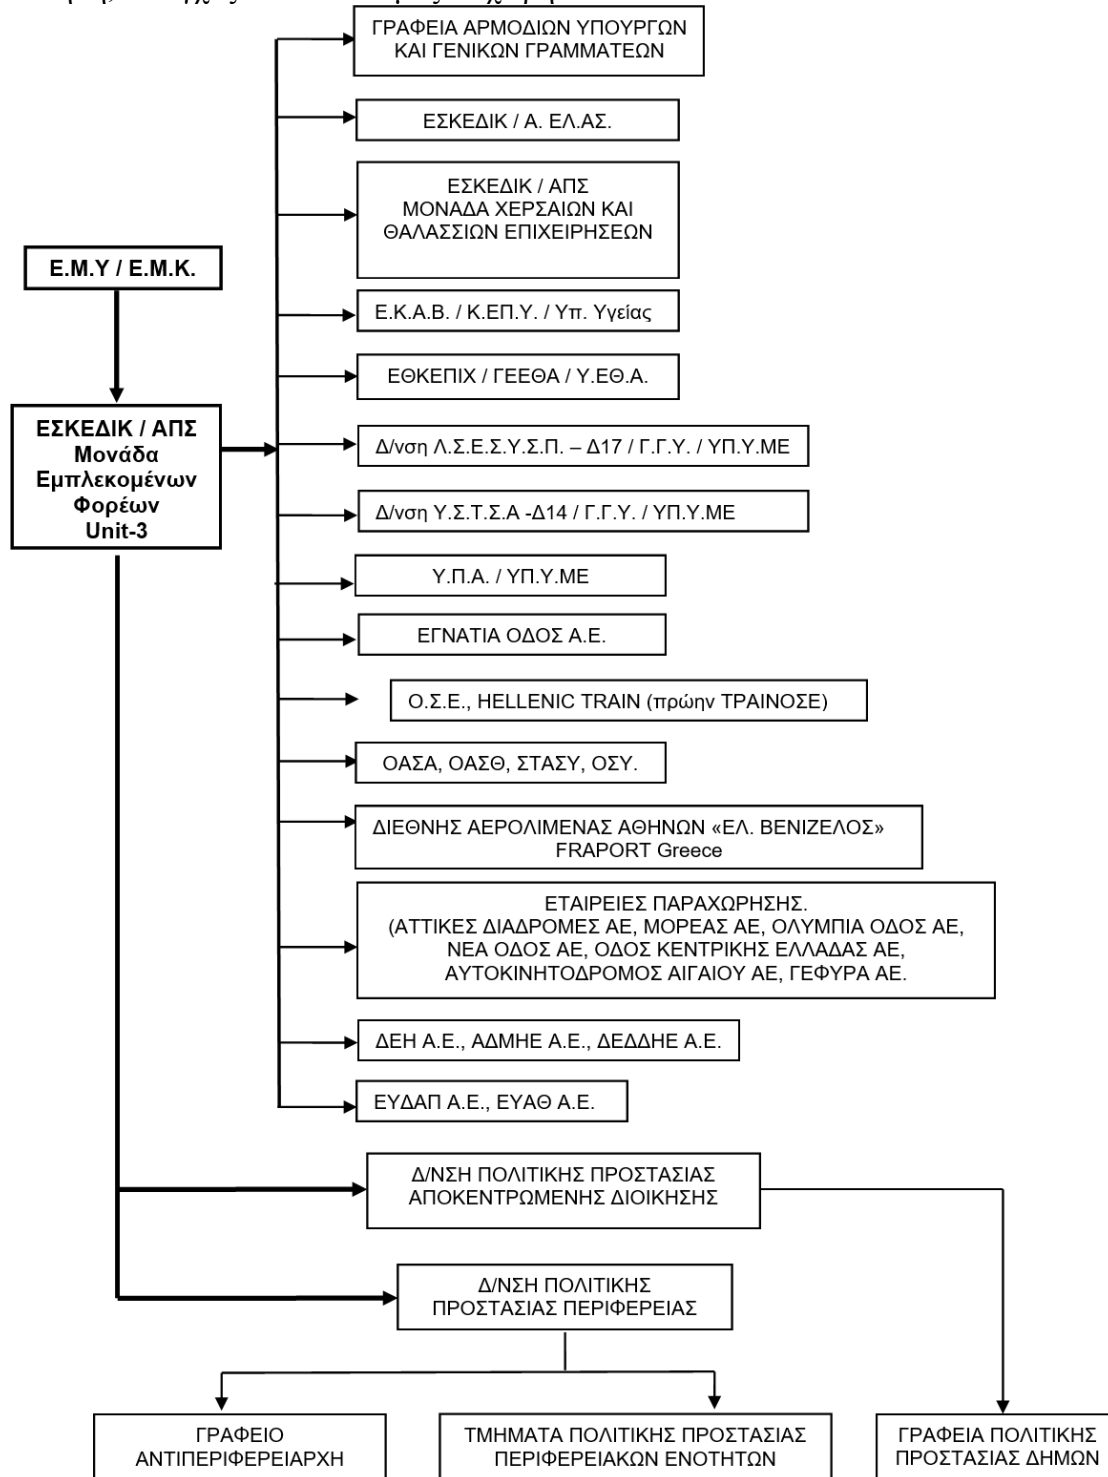 ΓΡΑΦΕΙΑ ΑΡΜΟΔΙΩΝ ΥΠΟΥΡΓΩΝ
ΚΑΙ ΓΕΝΙΚΩΝ ΓΡΑΜΜΑΤΕΩΝ
ΕΣΚΕΔΙΚ / Α. ΕΛ.ΑΣ.
ΕΣΚΕΔΙΚ / ΑΠΣ
ΜΟΝΑΔΑ ΧΕΡΣΑΙΩΝ ΚΑΙ
ΘΑΛΑΣΣΙΩΝ ΕΠΙΧΕΙΡΗΣΕΩΝ
Ε.Μ.Υ / Ε.Μ.Κ.
Ε.Κ.Α.Β. / Κ.ΕΠ.Υ. / Υπ. Υγείας
ΕΘΚΕΠΙΧ / ΓΕΕΘΑ / Υ.ΕΘ.Α.
ΕΣΚΕΔΙΚ / ΑΠΣ
Μονάδα
Εμπλεκομένων
Φορέων
Unit-3
Δ/νση Λ.Σ.Ε.Σ.Υ.Σ.Π. – Δ17 / Γ.Γ.Υ. / ΥΠ.Υ.ΜΕ
Δ/νση Υ.Σ.Τ.Σ.Α -Δ14 / Γ.Γ.Υ. / ΥΠ.Υ.ΜΕ
Υ.Π.Α. / ΥΠ.Υ.ΜΕ
ΕΓΝΑΤΙΑ ΟΔΟΣ Α.Ε.
Ο.Σ.Ε., HELLENIC TRAIN (πρώην ΤΡΑΙΝΟΣΕ)
ΟΑΣΑ, ΟΑΣΘ, ΣΤΑΣΥ, ΟΣΥ.
ΔΙΕΘΝΗΣ ΑΕΡΟΛΙΜΕΝΑΣ ΑΘΗΝΩΝ «ΕΛ. ΒΕΝΙΖΕΛΟΣ»
FRAPORT Greece
ΕΤΑΙΡΕΙΕΣ ΠΑΡΑΧΩΡΗΣΗΣ.
(ΑΤΤΙΚΕΣ ΔΙΑΔΡΟΜΕΣ ΑΕ, ΜΟΡΕΑΣ ΑΕ, ΟΛΥΜΠΙΑ ΟΔΟΣ ΑΕ,
ΝΕΑ ΟΔΟΣ ΑΕ, ΟΔΟΣ ΚΕΝΤΡΙΚΗΣ ΕΛΛΑΔΑΣ ΑΕ,
ΑΥΤΟΚΙΝΗΤΟΔΡΟΜΟΣ ΑΙΓΑΙΟΥ ΑΕ, ΓΕΦΥΡΑ ΑΕ.
ΔΕΗ Α.Ε., ΑΔΜΗΕ Α.Ε., ΔΕΔΔΗΕ Α.Ε.
ΕΥΔΑΠ Α.Ε., ΕΥΑΘ Α.Ε.
Δ/ΝΣΗ ΠΟΛΙΤΙΚΗΣ ΠΡΟΣΤΑΣΙΑΣ
ΑΠΟΚΕΝΤΡΩΜΕΝΗΣ ΔΙΟΙΚΗΣΗΣ
Δ/ΝΣΗ ΠΟΛΙΤΙΚΗΣ
ΠΡΟΣΤΑΣΙΑΣ ΠΕΡΙΦΕΡΕΙΑΣ
ΓΡΑΦΕΙΟ
ΑΝΤΙΠΕΡΙΦΕΡΕΙΑΡΧΗ
ΤΜΗΜΑΤΑ ΠΟΛΙΤΙΚΗΣ ΠΡΟΣΤΑΣΙΑΣ
ΠΕΡΙΦΕΡΕΙΑΚΩΝ ΕΝΟΤΗΤΩΝ
ΓΡΑΦΕΙΑ ΠΟΛΙΤΙΚΗΣ
ΠΡΟΣΤΑΣΙΑΣ ΔΗΜΩΝ